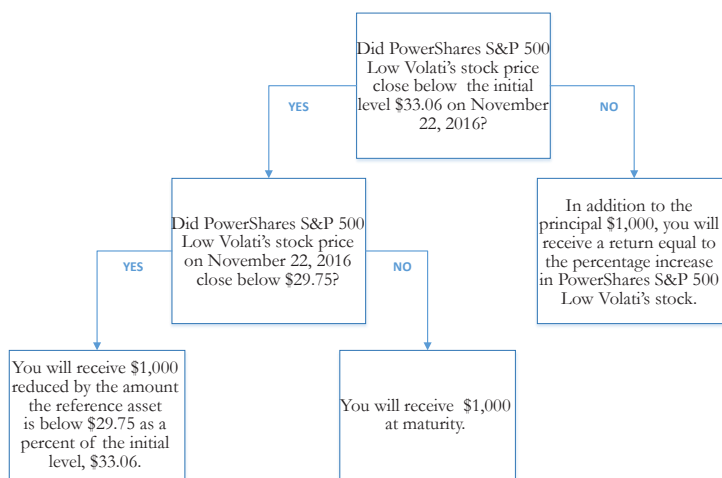 Did PowerShares S&P 500
Low Volati's stock price
close below the initial
level $33.06 on November
22, 2016?
YES
NO
Did PowerShares S&P 500
Low Volati's stock price
on November 22, 2016
close below $29.75?
In addition to the
principal $1,000, you will
receive a return equal to
the percentage increase
in PowerShares S&P 500
Low Volati's stock.
YES
NO
You will receive $1,000
reduced by the amount
the reference asset
is below $29.75 as a
percent of the initial
level, $33.06.
You will receive $1,000
at maturity.